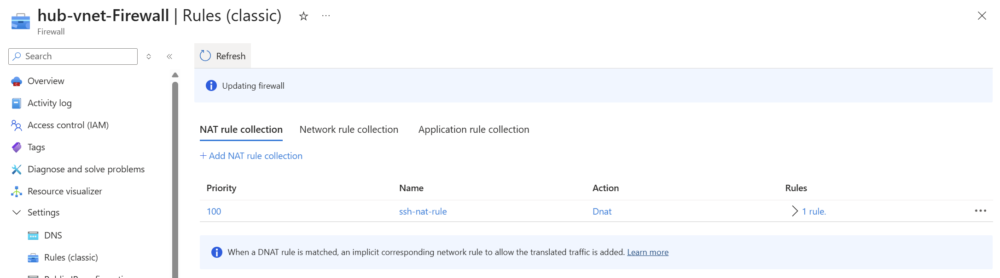 hub-vnet-Firewall | Rules (classic)
Firewall
Search
Refresh
Overview
Updating firewall
Activity log
Access control (IAM)
NAT rule collection Network rule collection Application rule collection
Tags
+ Add NAT rule collection
Diagnose and solve problems
Resource visualizer
Priority Name Action Rules
Settings
100 ssh-nat-rule Dnat 1 rule.
DNS
Rules (classic)
When a DNAT rule is matched, an implicit corresponding network rule to allow the translated traffic is added. Learn more